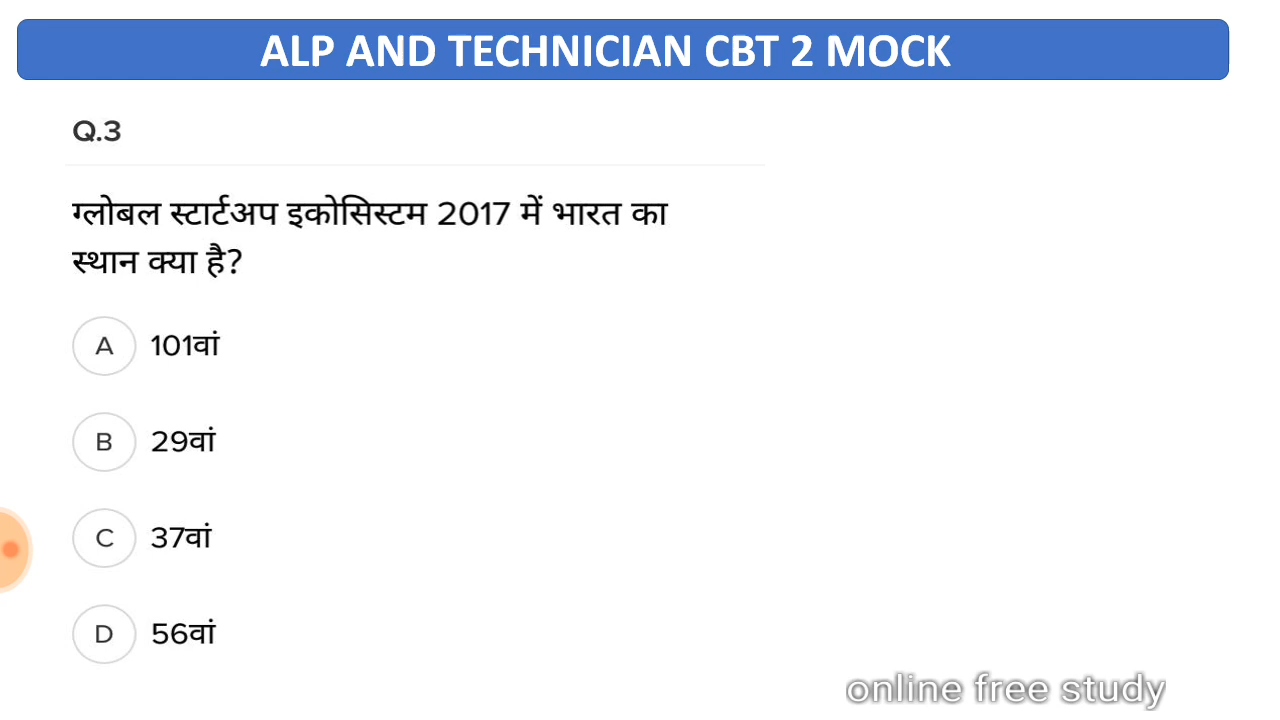 ALP AND TECHNICIAN CBT 2 MOCK
Q.3
ग्लोबल स्टार्टअप इकोसिस्टम 2017 में भारत का
स्थान क्या है?
A 101वां
B 29वां
C 37वां
D 56वां
online free study